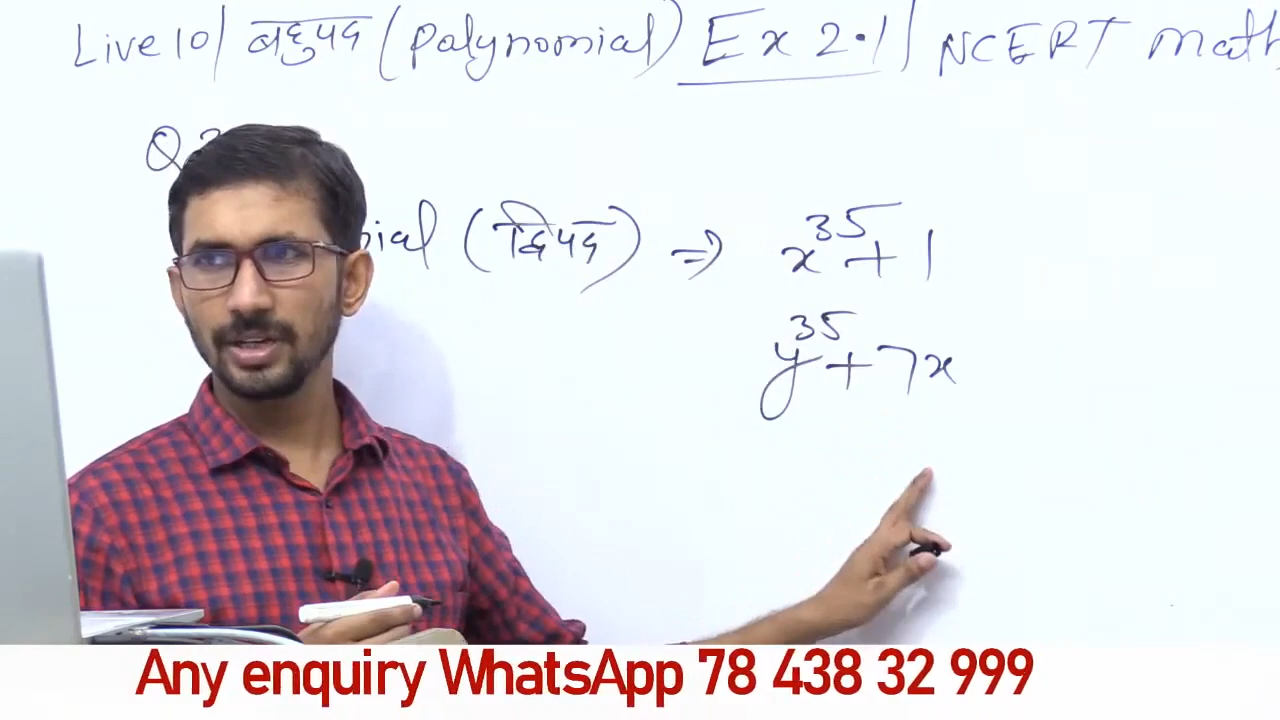 Live 10 | बहुपद (Polynomial) Ex 2.1 | NCERT math
Q
(द्विपद) ⇒ x³⁵ + 1
y³⁵ + 7x
Any enquiry WhatsApp 78 438 32 999